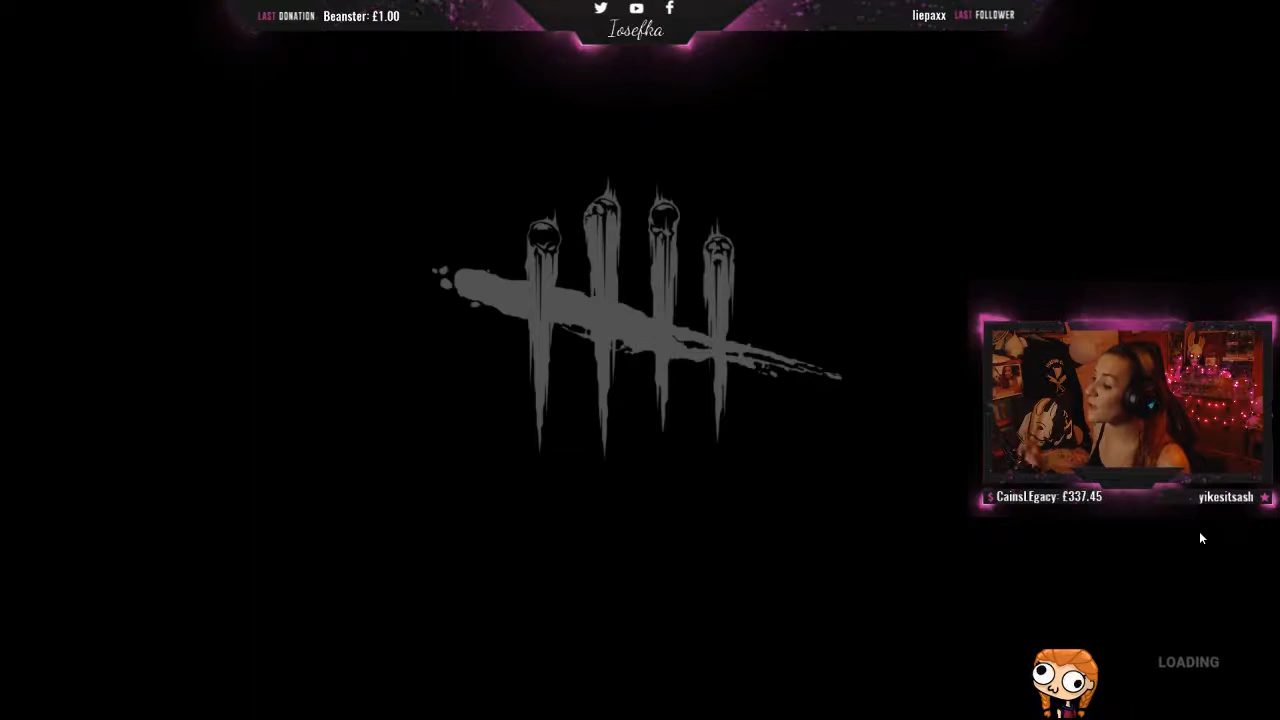 LAST DONATION Beanster: £1.00
Iosefka
liepaxx LAST FOLLOWER
$ CainsLEgacy: £337.45
yikesitsash
LOADING